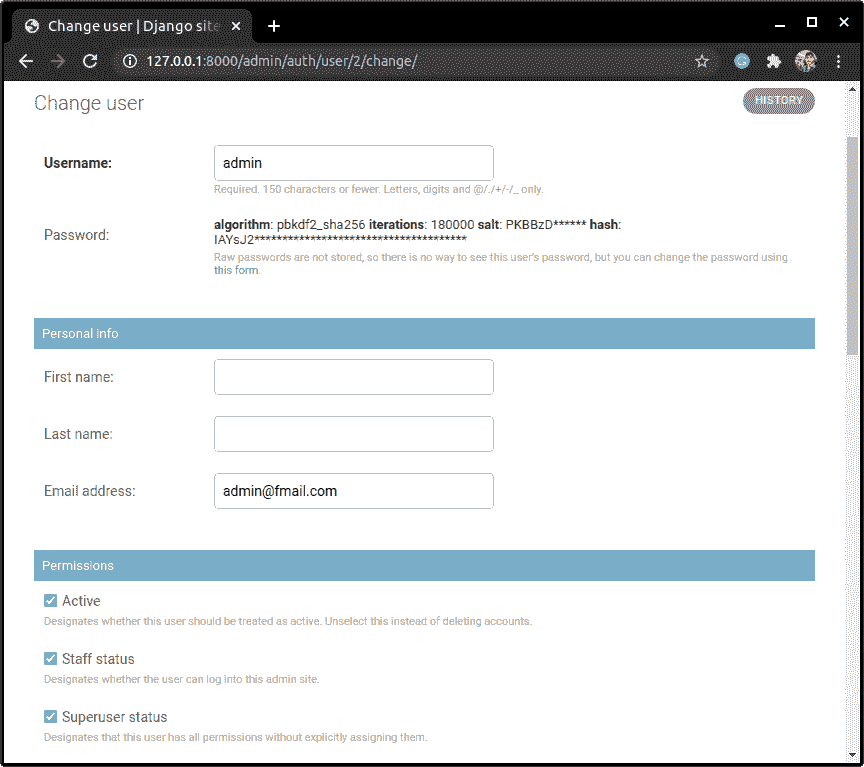 Change user | Django site
127.0.0.1:8000/admin/auth/user/2/change/
Change user
HISTORY
Username:
admin
Required. 150 characters or fewer. Letters, digits and @/./+/-/_ only.
Password:
algorithm: pbkdf2_sha256 iterations: 180000 salt: PKBBzD****** hash:
IAYsJ2**************************************
Raw passwords are not stored, so there is no way to see this user's password, but you can change the password using
this form.
Personal info
First name:
Last name:
Email address:
admin@fmail.com
Permissions
Active
Designates whether this user should be treated as active. Unselect this instead of deleting accounts.
Staff status
Designates whether the user can log into this admin site.
Superuser status
Designates that this user has all permissions without explicitly assigning them.